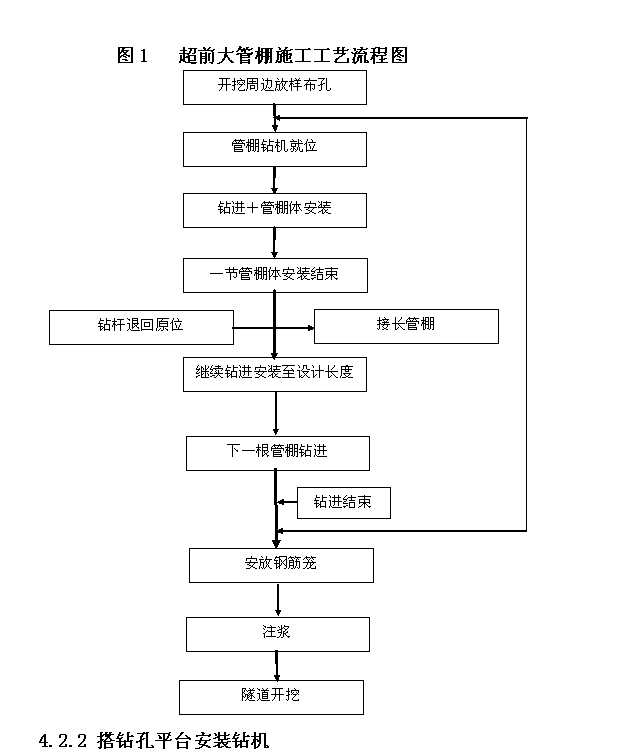 图1 超前大管棚施工工艺流程图
开挖周边放样布孔
管棚钻机就位
钻进＋管棚体安装
一节管棚体安装结束
钻杆退回原位
接长管棚
继续钻进安装至设计长度
下一根管棚钻进
钻进结束
安放钢筋笼
注浆
隧道开挖
4.2.2 搭钻孔平台安装钻机